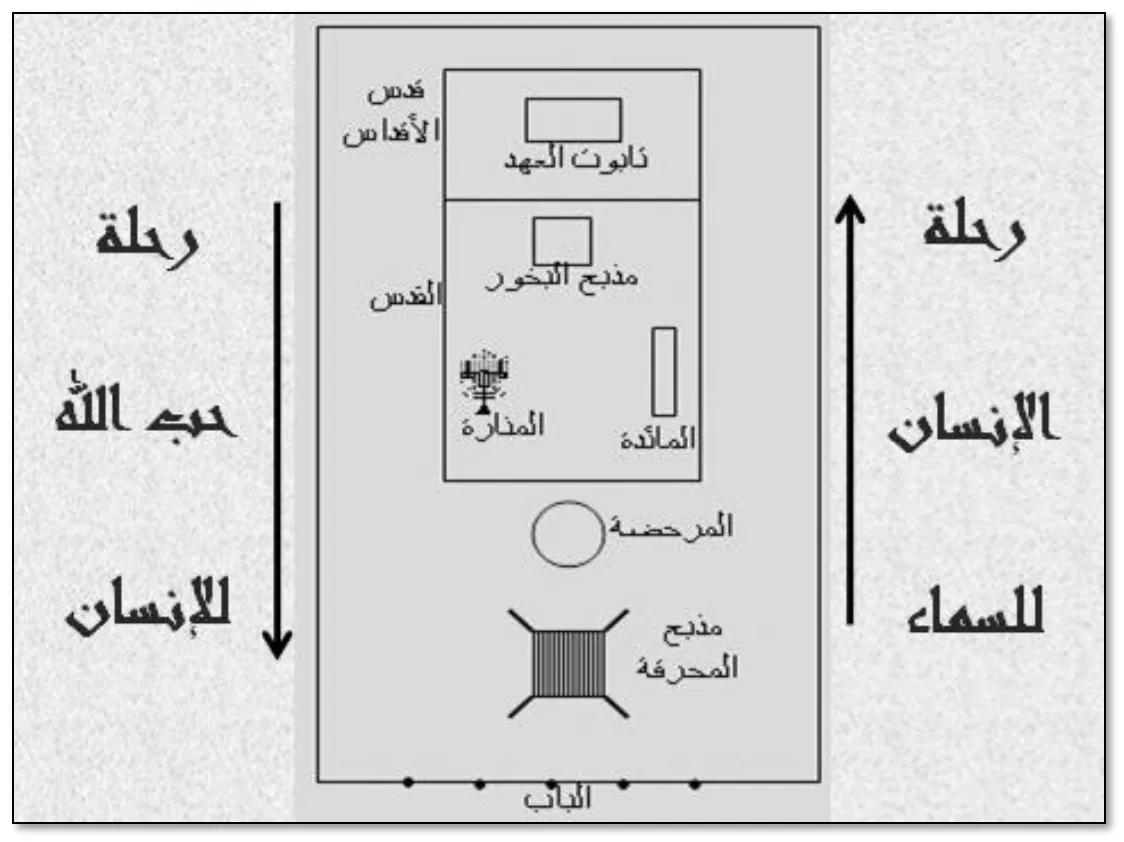 قدس
الأقداس
تابوت العهد
مذبح البخور
القدس
المنارة
المائدة
المرحضة
مذبح
المحرقة
الباب
رحلة
الإنسان
للسماء
رحلة
حب الله
للإنسان